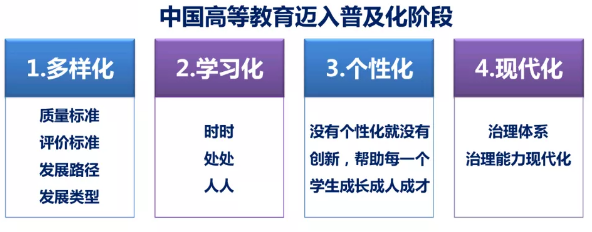 中国高等教育迈入普及化阶段
1.多样化
质量标准
评价标准
发展路径
发展类型
2.学习化
时时
处处
人人
3.个性化
没有个性化就没有
创新，帮助每一个
学生成长成人成才
4.现代化
治理体系
治理能力现代化